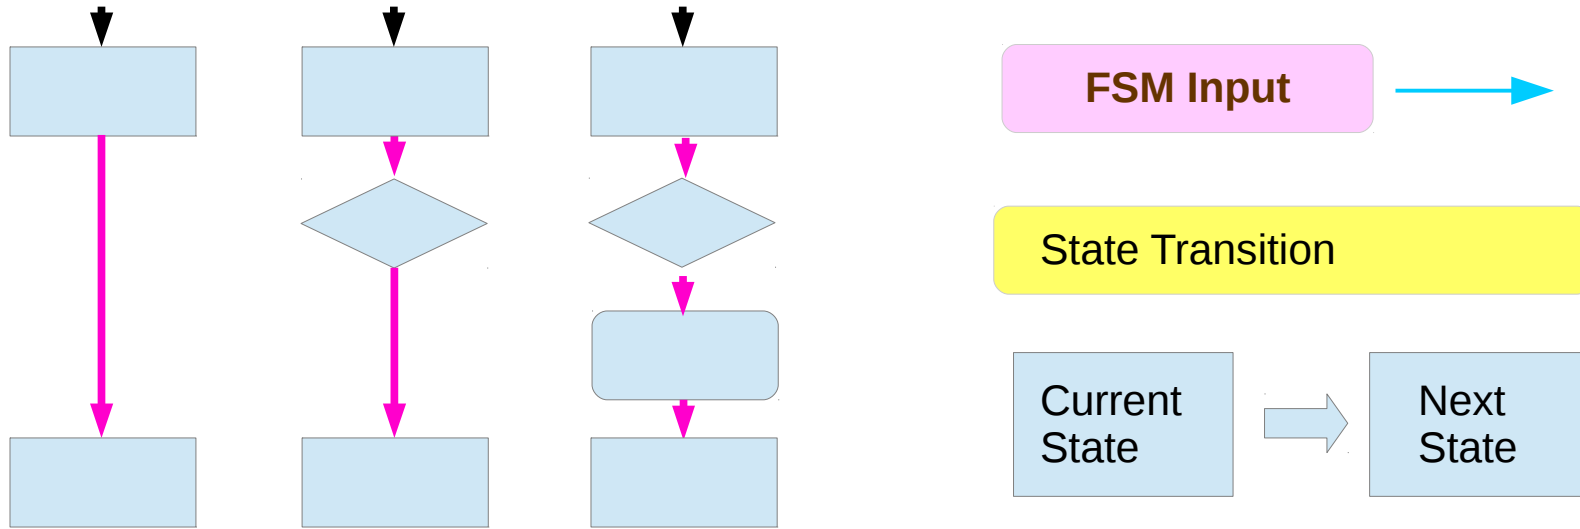 FSM Input
State Transition
Current
State
Next
State